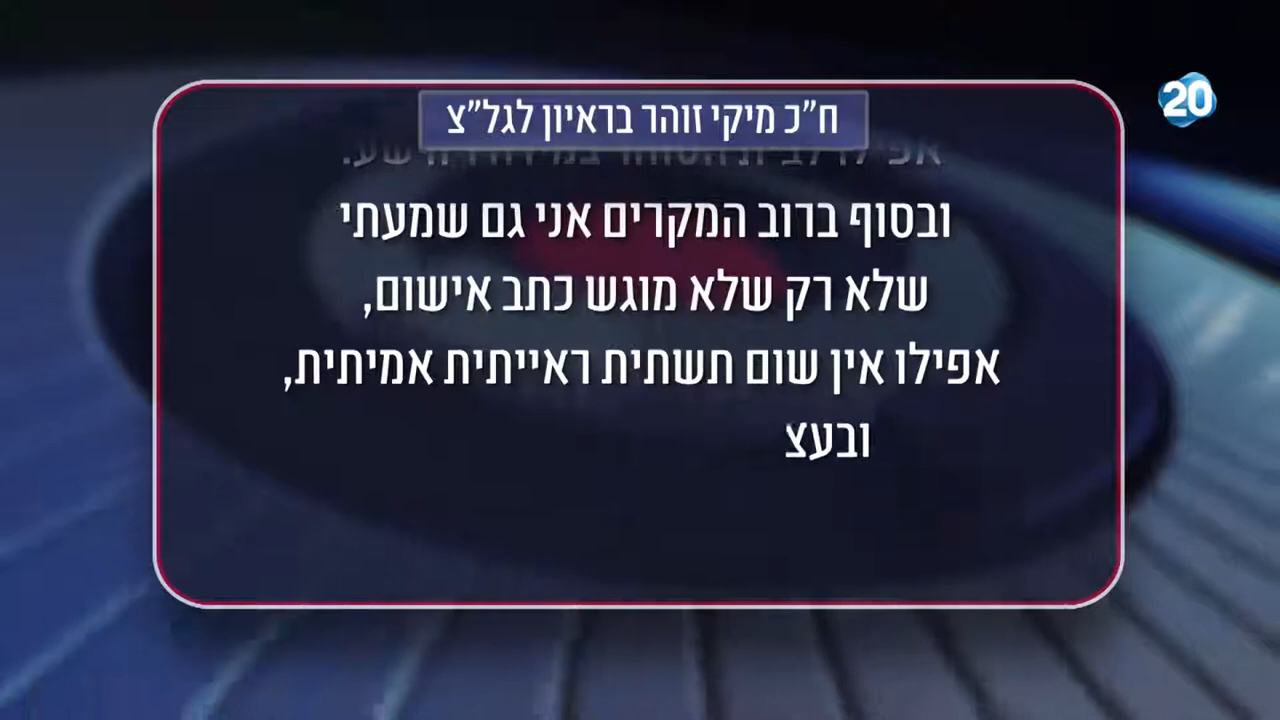 20
ח"כ מיקי זוהר בראיון לגל"צ
ובסוף ברוב המקרים אני גם שמעתי
שלא רק שלא מוגש כתב אישום,
אפילו אין שום תשתית ראייתית אמיתית,
ובעצ